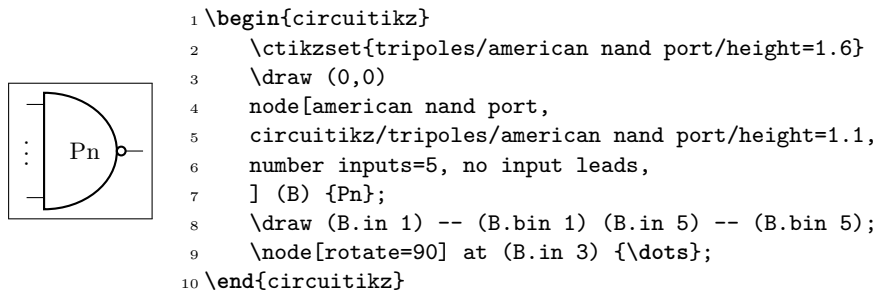 Pn
1 \begin{circuitikz}
2 \ctikzset{tripoles/american nand port/height=1.6}
3 \draw (0,0)
4 node[american nand port,
5 circuitikz/tripoles/american nand port/height=1.1,
6 number inputs=5, no input leads,
7 ] (B) {Pn};
8 \draw (B.in 1) -- (B.bin 1) (B.in 5) -- (B.bin 5);
9 \node[rotate=90] at (B.in 3) {\dots};
10 \end{circuitikz}